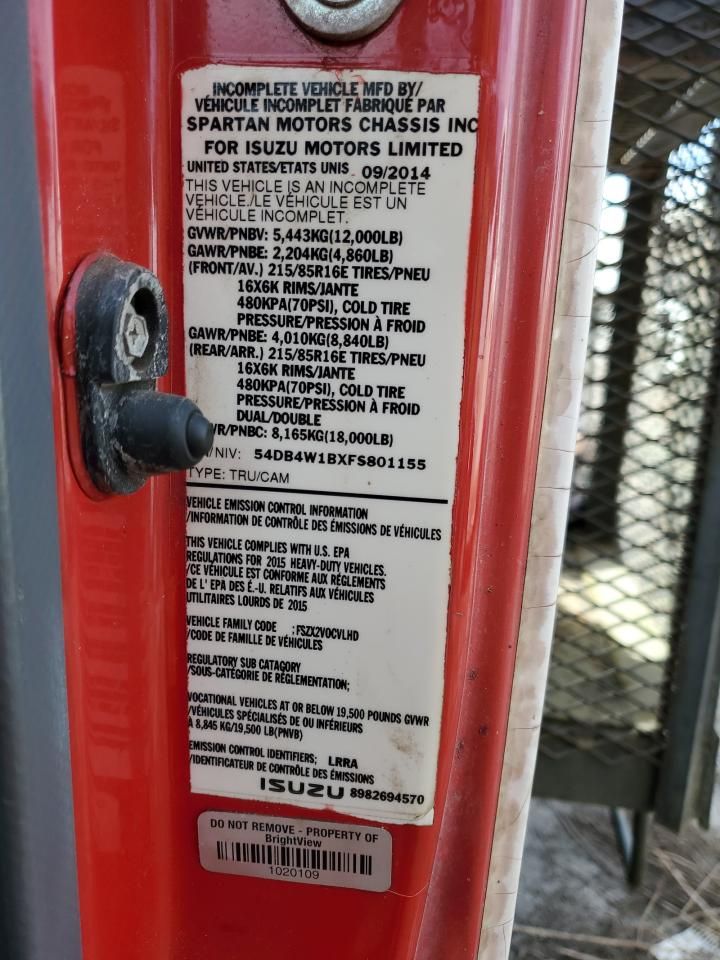 INCOMPLETE VEHICLE MFD BY/
VÉHICULE INCOMPLET FABRIQUÉ PAR
SPARTAN MOTORS CHASSIS INC
FOR ISUZU MOTORS LIMITED
UNITED STATES/ETATS UNIS 09/2014
THIS VEHICLE IS AN INCOMPLETE
VEHICLE./LE VÉHICULE EST UN
VÉHICULE INCOMPLET.
GVWR/PNBV: 5,443KG(12,000LB)
GAWR/PNBE: 2,204KG(4,860LB)
(FRONT/AV.) 215/85R16E TIRES/PNEU
16X6K RIMS/JANTE
480KPA(70PSI), COLD TIRE
PRESSURE/PRESSION À FROID
GAWR/PNBE: 4,010KG(8,840LB)
(REAR/ARR.) 215/85R16E TIRES/PNEU
16X6K RIMS/JANTE
480KPA(70PSI), COLD TIRE
PRESSURE/PRESSION À FROID
DUAL/DOUBLE
WR/PNBC: 8,165KG(18,000LB)
/NIV: 54DB4W1BXFS801155
TYPE: TRU/CAM
VEHICLE EMISSION CONTROL INFORMATION
/INFORMATION DE CONTRÔLE DES ÉMISSIONS DE VÉHICULES
THIS VEHICLE COMPLIES WITH U.S. EPA
REGULATIONS FOR 2015 HEAVY-DUTY VEHICLES.
/CE VÉHICULE EST CONFORME AUX RÉGLEMENTS
DE L' EPA DES É.-U. RELATIFS AUX VÉHICULES
UTILITAIRES LOURDS DE 2015
VEHICLE FAMILY CODE :FSZX2VOCVLHD
/CODE DE FAMILLE DE VÉHICULES
REGULATORY SUB CATAGORY
/SOUS-CATÉGORIE DE RÉGLEMENTATION;
VOCATIONAL VEHICLES AT OR BELOW 19,500 POUNDS GVWR
/VÉHICULES SPÉCIALISÉS DE OU INFÉRIEURS
À 8,845 KG/19,500 LB(PNVB)
EMISSION CONTROL IDENTIFIERS; LRRA
/IDENTIFICATEUR DE CONTRÔLE DES ÉMISSIONS
ISUZU 8982694570
DO NOT REMOVE - PROPERTY OF
BrightView
1020109